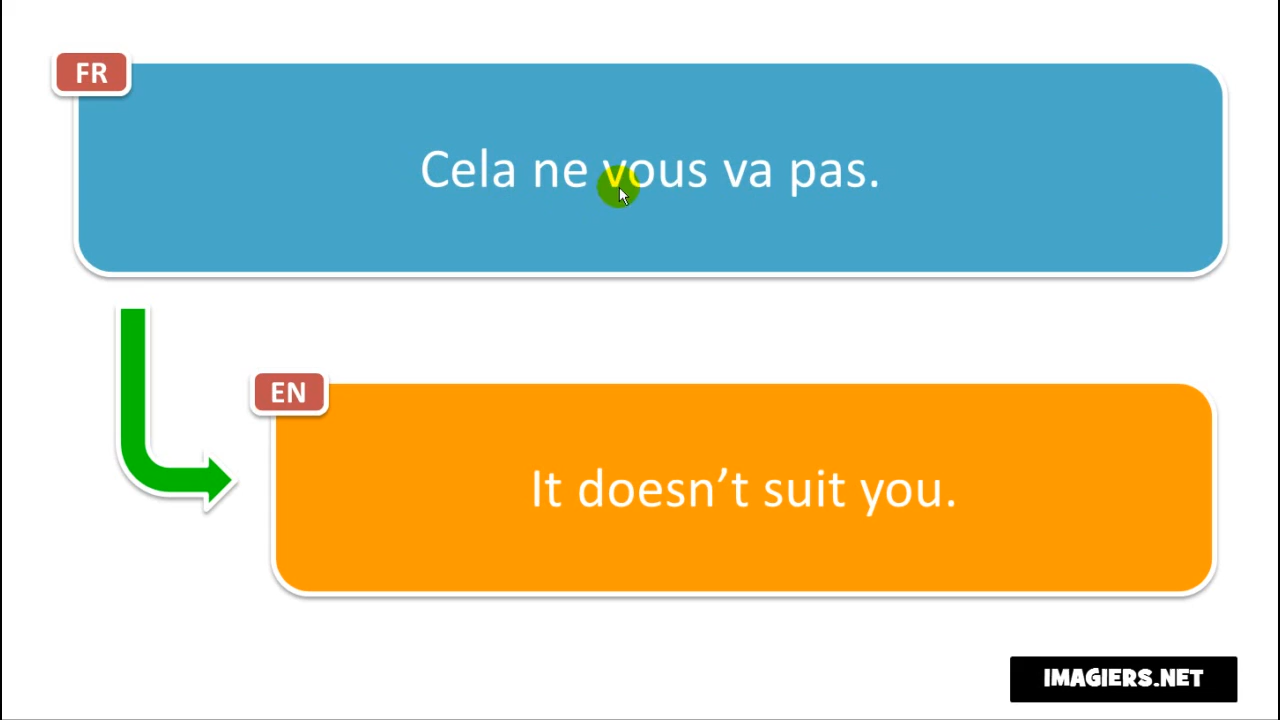 FR
Cela ne vous va pas.
EN
It doesn’t suit you.
IMAGIERS.NET